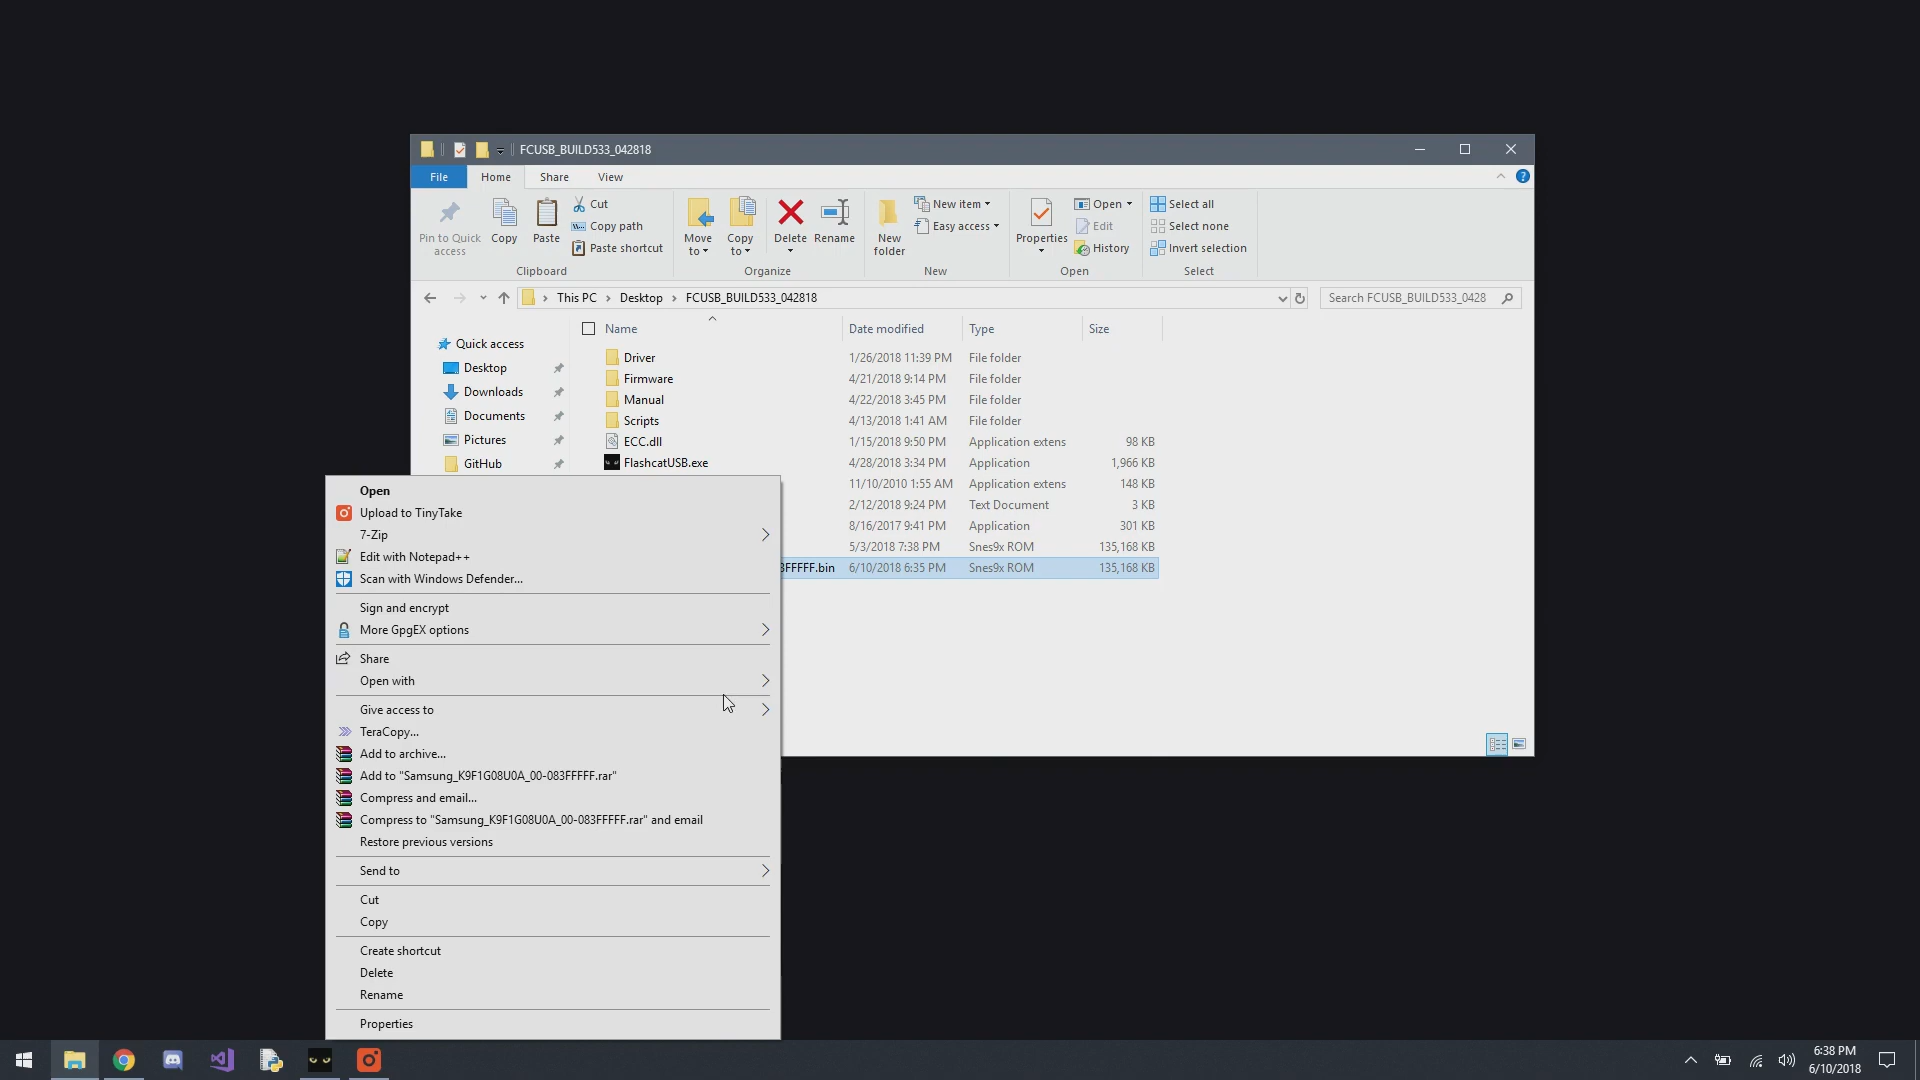 FCUSB_BUILD533_042818
File Home Share View
Pin to Quick access
Copy
Paste
Cut
Copy path
Paste shortcut
Clipboard
Move to
Copy to
Delete
Rename
Organize
New folder
New item
Easy access
New
Properties
Open
Edit
History
Open
Select all
Select none
Invert selection
Select
This PC > Desktop > FCUSB_BUILD533_042818
Search FCUSB_BUILD533_0428
Name Date modified Type Size
Quick access
Desktop
Downloads
Documents
Pictures
GitHub
Driver 1/26/2018 11:39 PM File folder
Firmware 4/21/2018 9:14 PM File folder
Manual 4/22/2018 3:45 PM File folder
Scripts 4/13/2018 1:41 AM File folder
ECC.dll 1/15/2018 9:50 PM Application extens 98 KB
FlashcatUSB.exe 4/28/2018 3:34 PM Application 1,966 KB
11/10/2010 1:55 AM Application extens 148 KB
2/12/2018 9:24 PM Text Document 3 KB
8/16/2017 9:41 PM Application 301 KB
5/3/2018 7:38 PM Snes9x ROM 135,168 KB
3FFFFF.bin 6/10/2018 6:35 PM Snes9x ROM 135,168 KB
Open
Upload to TinyTake
7-Zip
Edit with Notepad++
Scan with Windows Defender...
Sign and encrypt
More GpgEX options
Share
Open with
Give access to
TeraCopy...
Add to archive...
Add to "Samsung_K9F1G08U0A_00-083FFFFF.rar"
Compress and email...
Compress to "Samsung_K9F1G08U0A_00-083FFFFF.rar" and email
Restore previous versions
Send to
Cut
Copy
Create shortcut
Delete
Rename
Properties
6:38 PM
6/10/2018